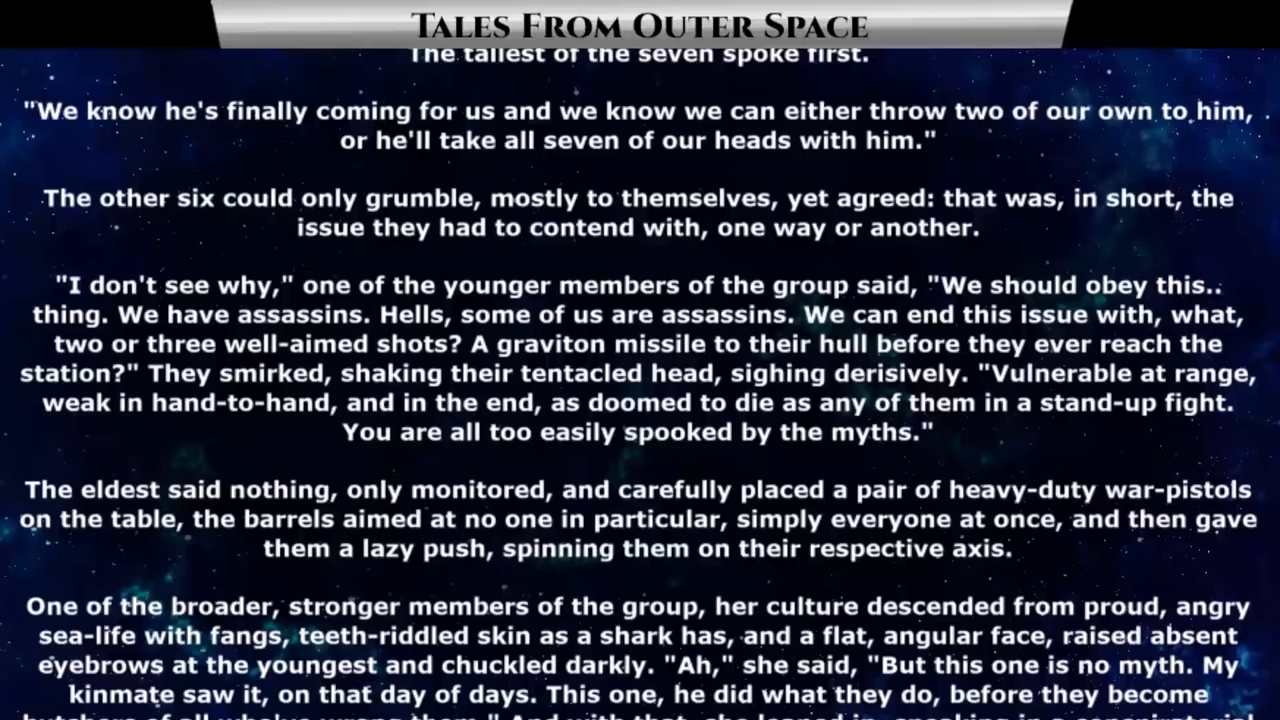 Tales From Outer Space
The tallest of the seven spoke first.
"We know he's finally coming for us and we know we can either throw two of our own to him,
or he'll take all seven of our heads with him."
The other six could only grumble, mostly to themselves, yet agreed: that was, in short, the
issue they had to contend with, one way or another.
"I don't see why," one of the younger members of the group said, "We should obey this..
thing. We have assassins. Hells, some of us are assassins. We can end this issue with, what,
two or three well-aimed shots? A graviton missile to their hull before they ever reach the
station?" They smirked, shaking their tentacled head, sighing derisively. "Vulnerable at range,
weak in hand-to-hand, and in the end, as doomed to die as any of them in a stand-up fight.
You are all too easily spooked by the myths."
The eldest said nothing, only monitored, and carefully placed a pair of heavy-duty war-pistols
on the table, the barrels aimed at no one in particular, simply everyone at once, and then gave
them a lazy push, spinning them on their respective axis.
One of the broader, stronger members of the group, her culture descended from proud, angry
sea-life with fangs, teeth-riddled skin as a shark has, and a flat, angular face, raised absent
eyebrows at the youngest and chuckled darkly. "Ah," she said, "But this one is no myth. My
kinmate saw it, on that day of days. This one, he did what they do, before they become